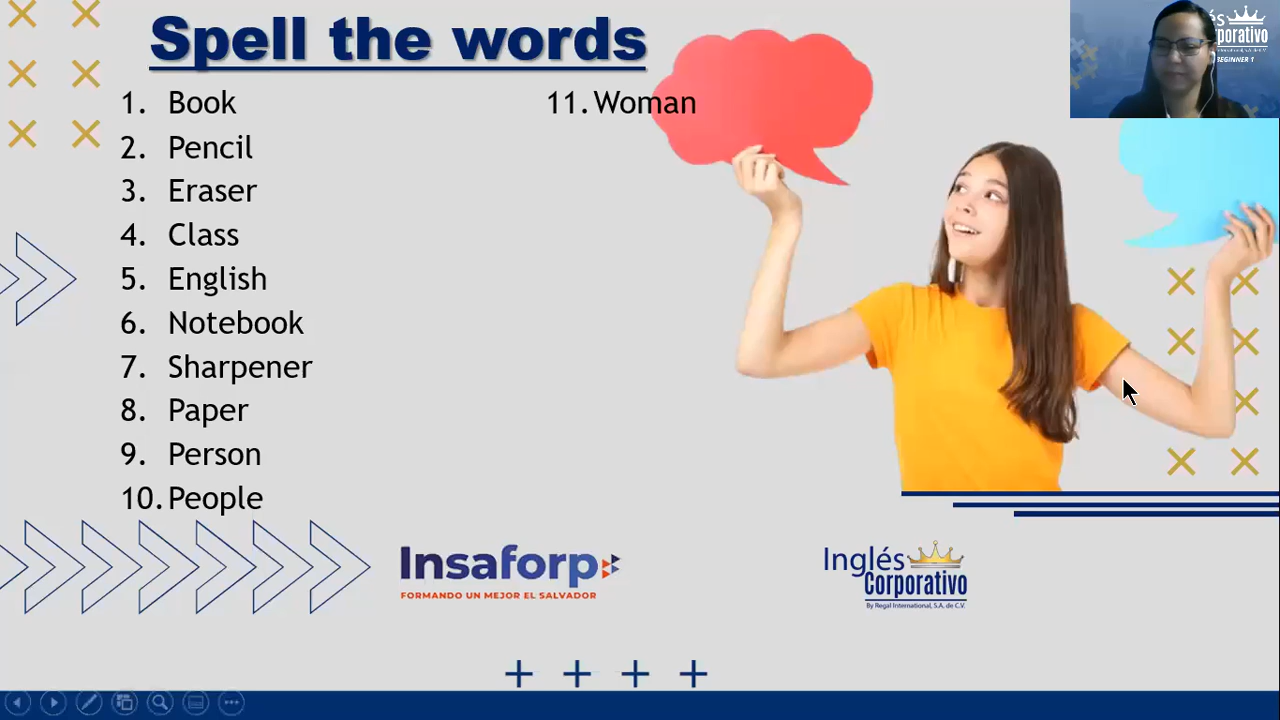 Spell the words
1. Book
2. Pencil
3. Eraser
4. Class
5. English
6. Notebook
7. Sharpener
8. Paper
9. Person
10. People
11. Woman
Insaforp
FORMANDO UN MEJOR EL SALVADOR
Inglés
Corporativo
By Regal International, S.A. de C.V.
BEGINNER 1